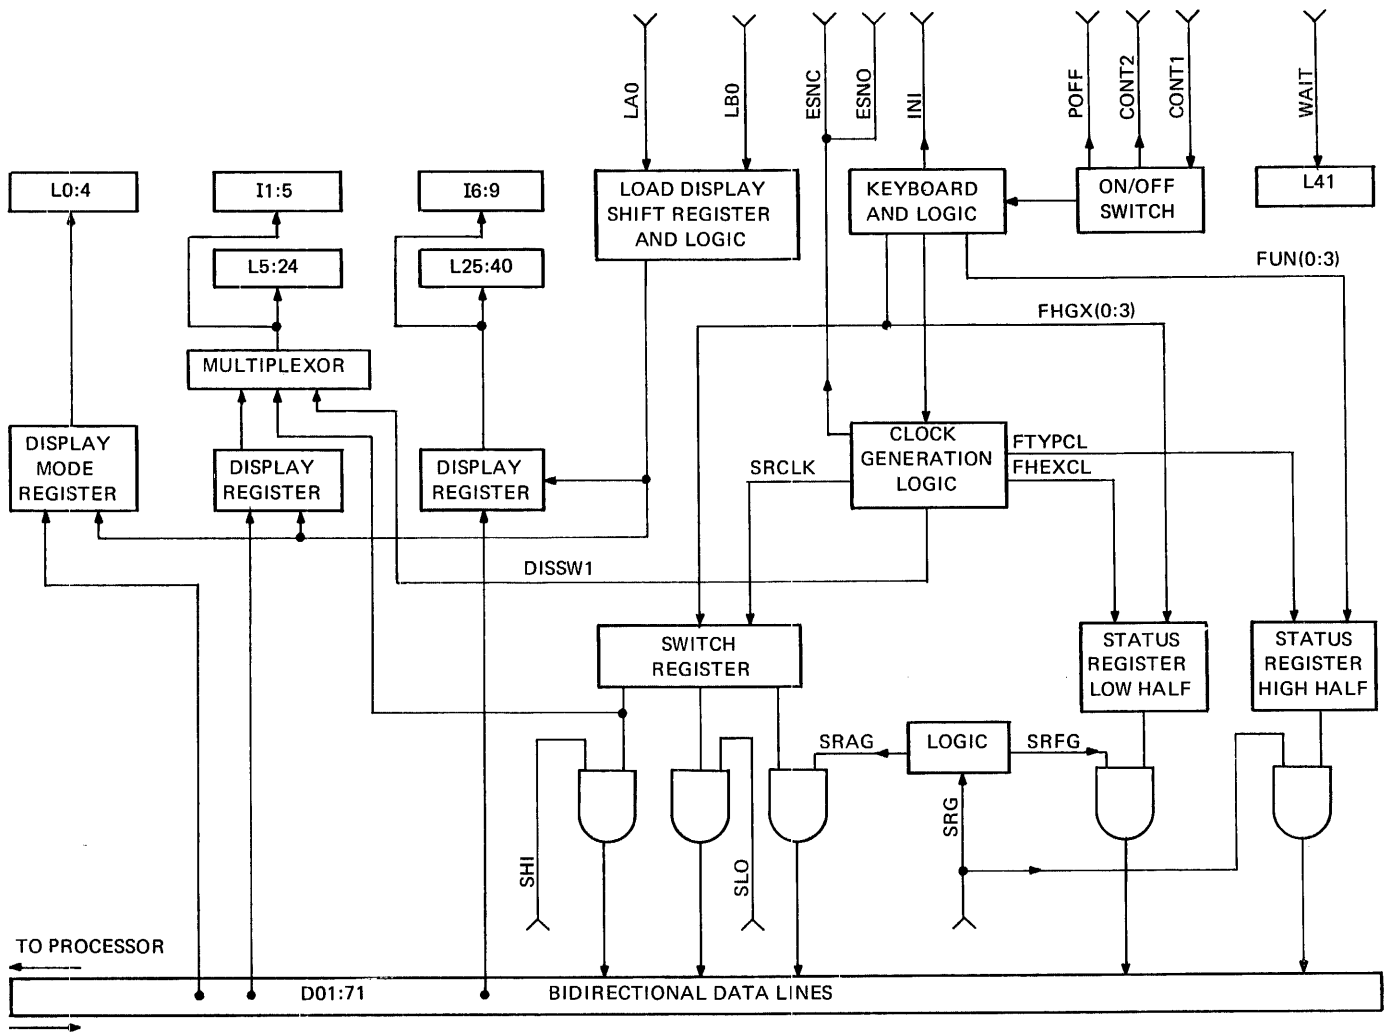 LA0
LB0
ESNC
ESNO
INI
POFF
CONT2
CONT1
WAIT
L0:4
I1:5
I6:9
LOAD DISPLAY
SHIFT REGISTER
AND LOGIC
KEYBOARD
AND LOGIC
ON/OFF
SWITCH
L41
L5:24
L25:40
FUN(0:3)
FHGX(0:3)
MULTIPLEXOR
DISPLAY
MODE
REGISTER
DISPLAY
REGISTER
DISPLAY
REGISTER
SRCLK
CLOCK
GENERATION
LOGIC
FTYPCL
FHEXCL
DISSW1
SWITCH
REGISTER
STATUS
REGISTER
LOW HALF
STATUS
REGISTER
HIGH HALF
SRAG
LOGIC
SRFG
SHI
SLO
SRG
TO PROCESSOR
D01:71
BIDIRECTIONAL DATA LINES